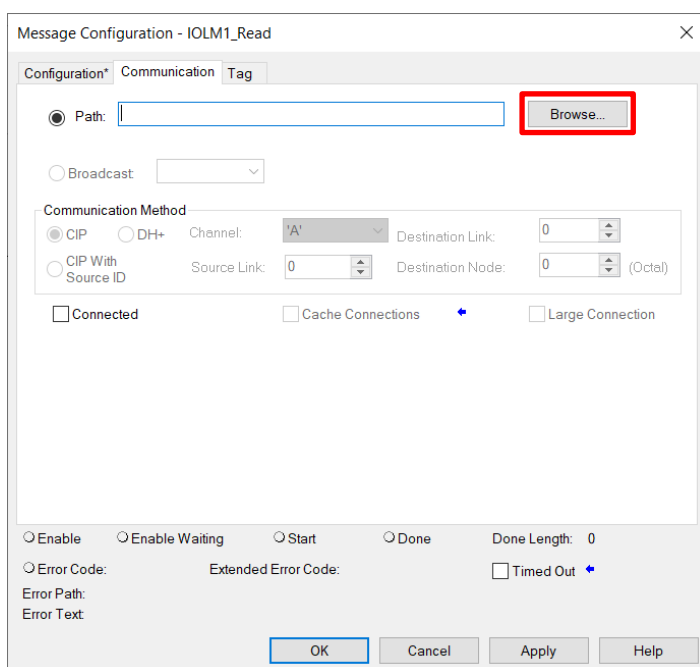 Message Configuration - IOLM1_Read
Configuration* Communication Tag
Path: Browse...
Broadcast:
Communication Method
CIP DH+ Channel: 'A' Destination Link: 0
CIP With
Source ID Source Link: 0 Destination Node: 0 (Octal)
Connected Cache Connections Large Connection
Enable Enable Waiting Start Done Done Length: 0
Error Code: Extended Error Code: Timed Out
Error Path:
Error Text:
OK Cancel Apply Help